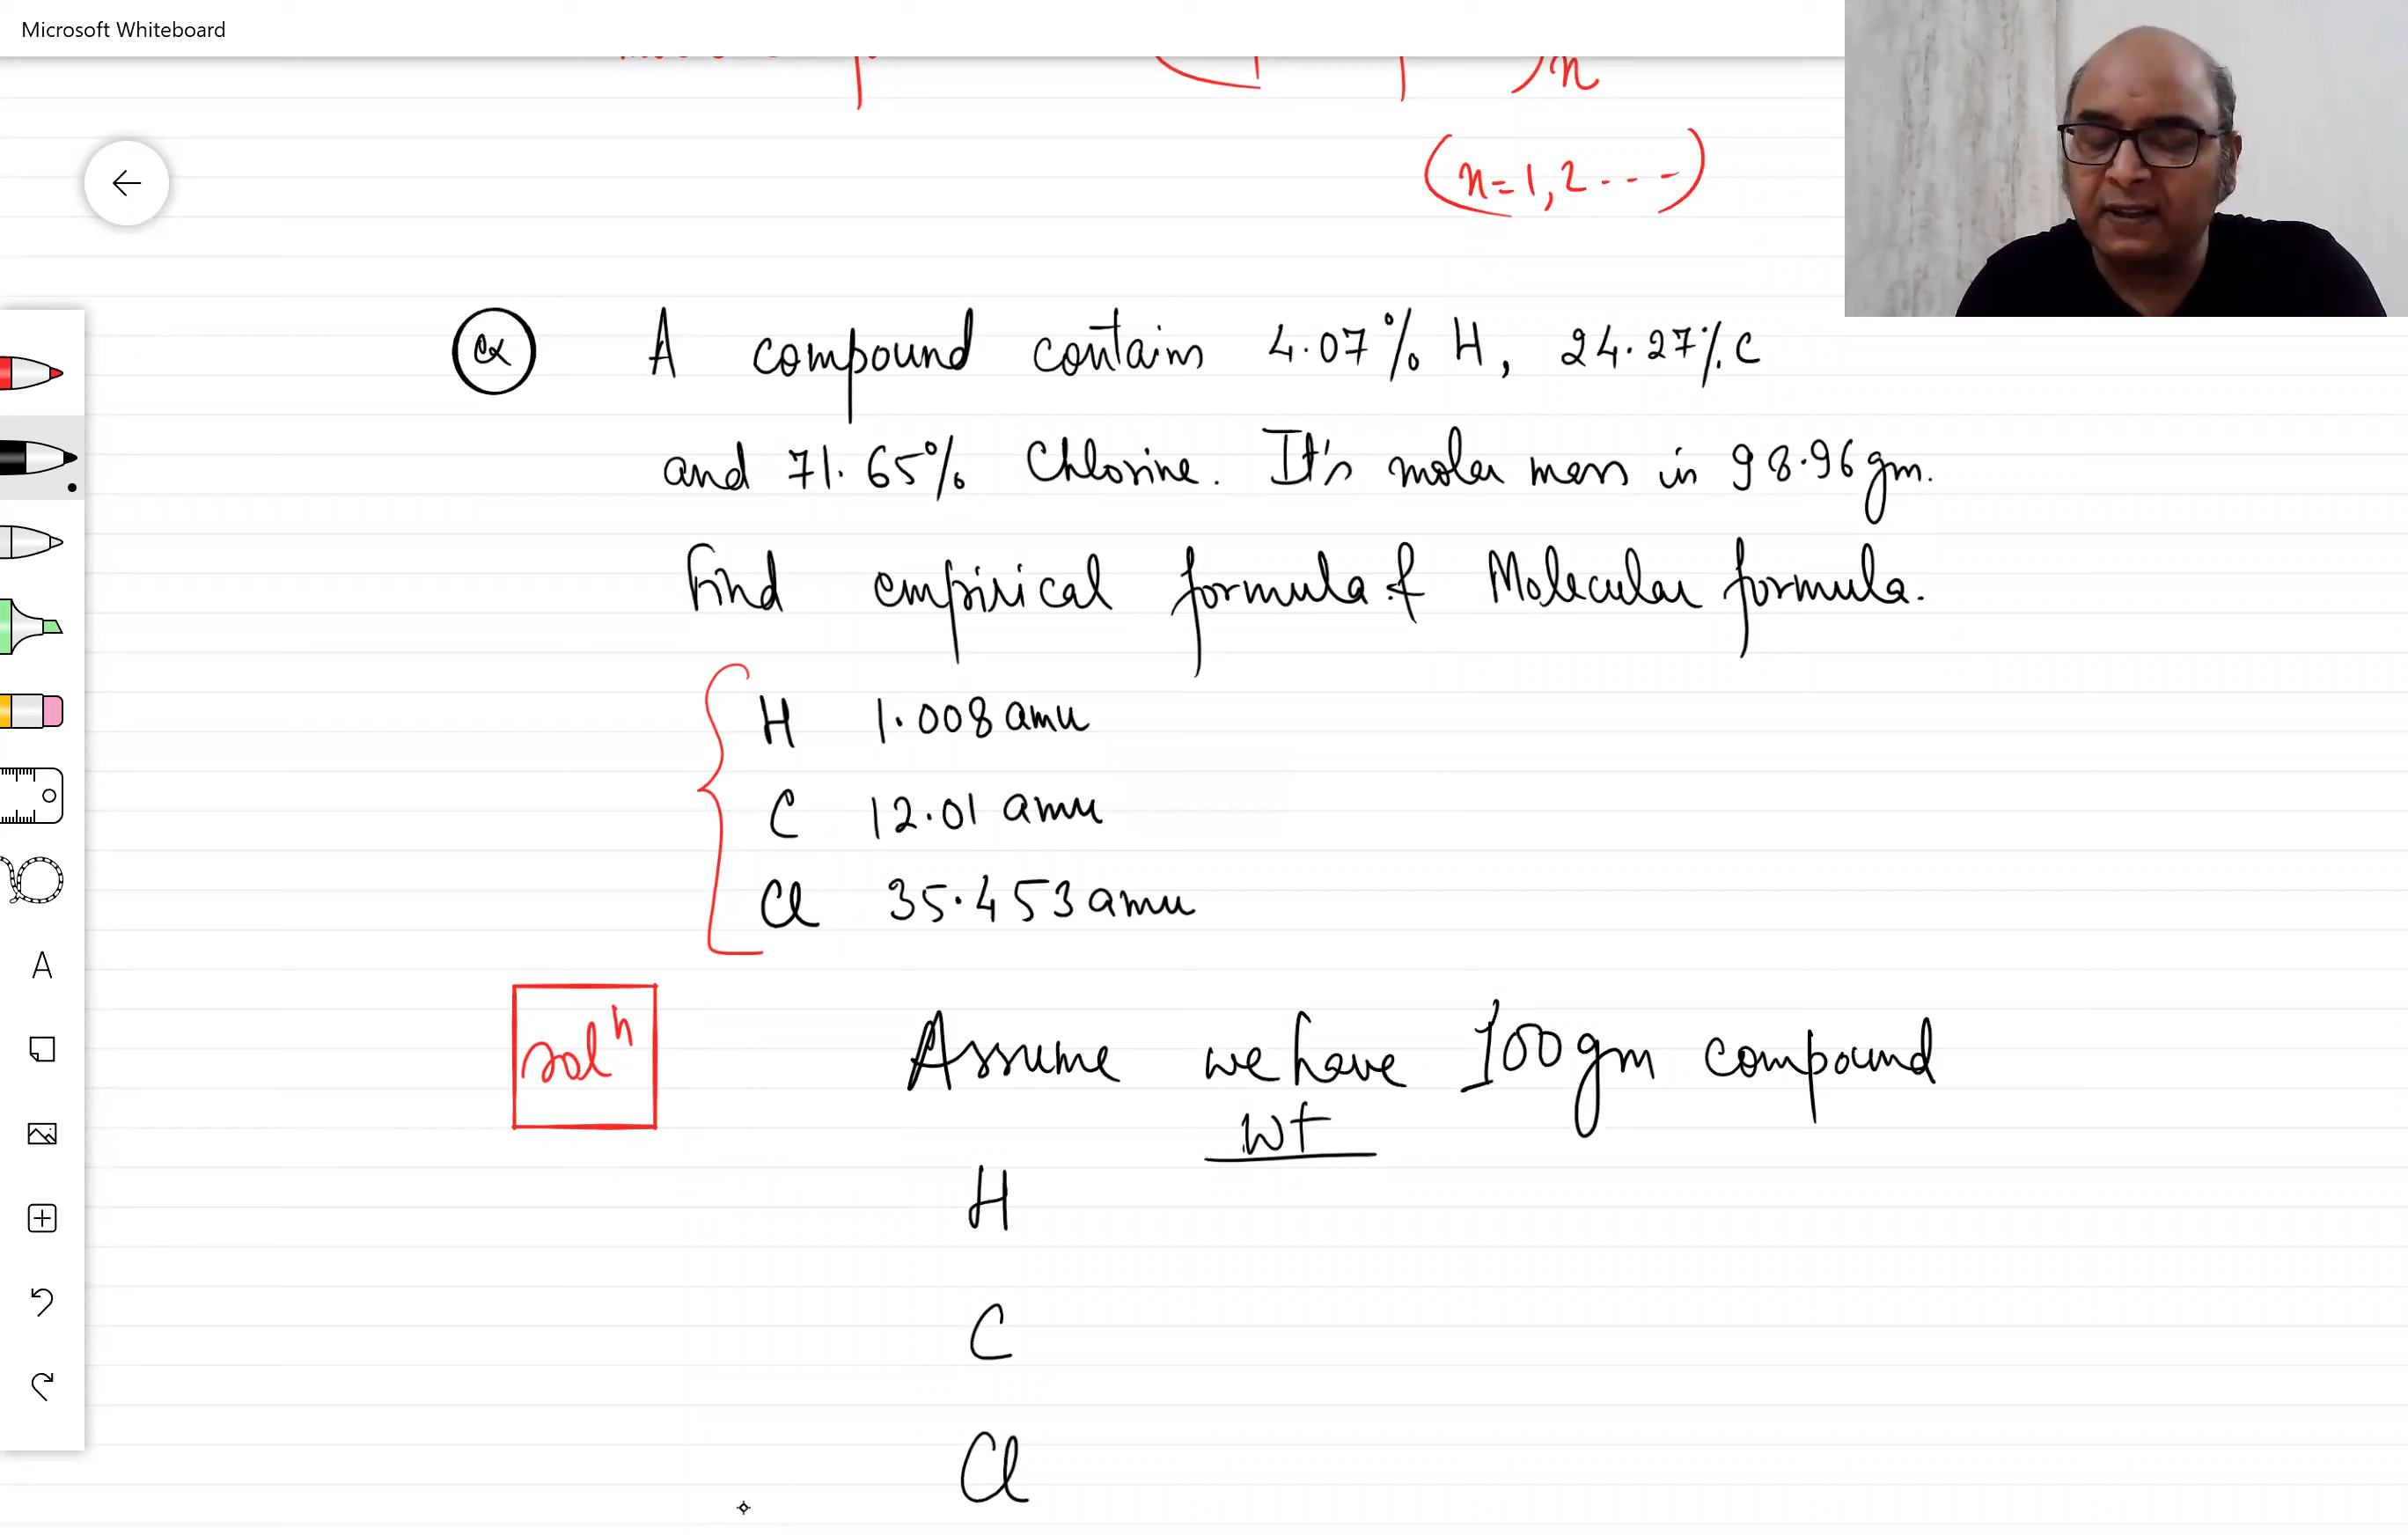 Microsoft Whiteboard
n
(n=1,2----)
ex A compound contains 4.07% H, 24.27% C
and 71.65% Chlorine. It's molar mass is 98.96 gm.
Find empirical formula & Molecular formula.
H 1.008 amu
C 12.01 amu
Cl 35.453 amu
solⁿ Assume we have 100 gm compound
wt
H
C
Cl